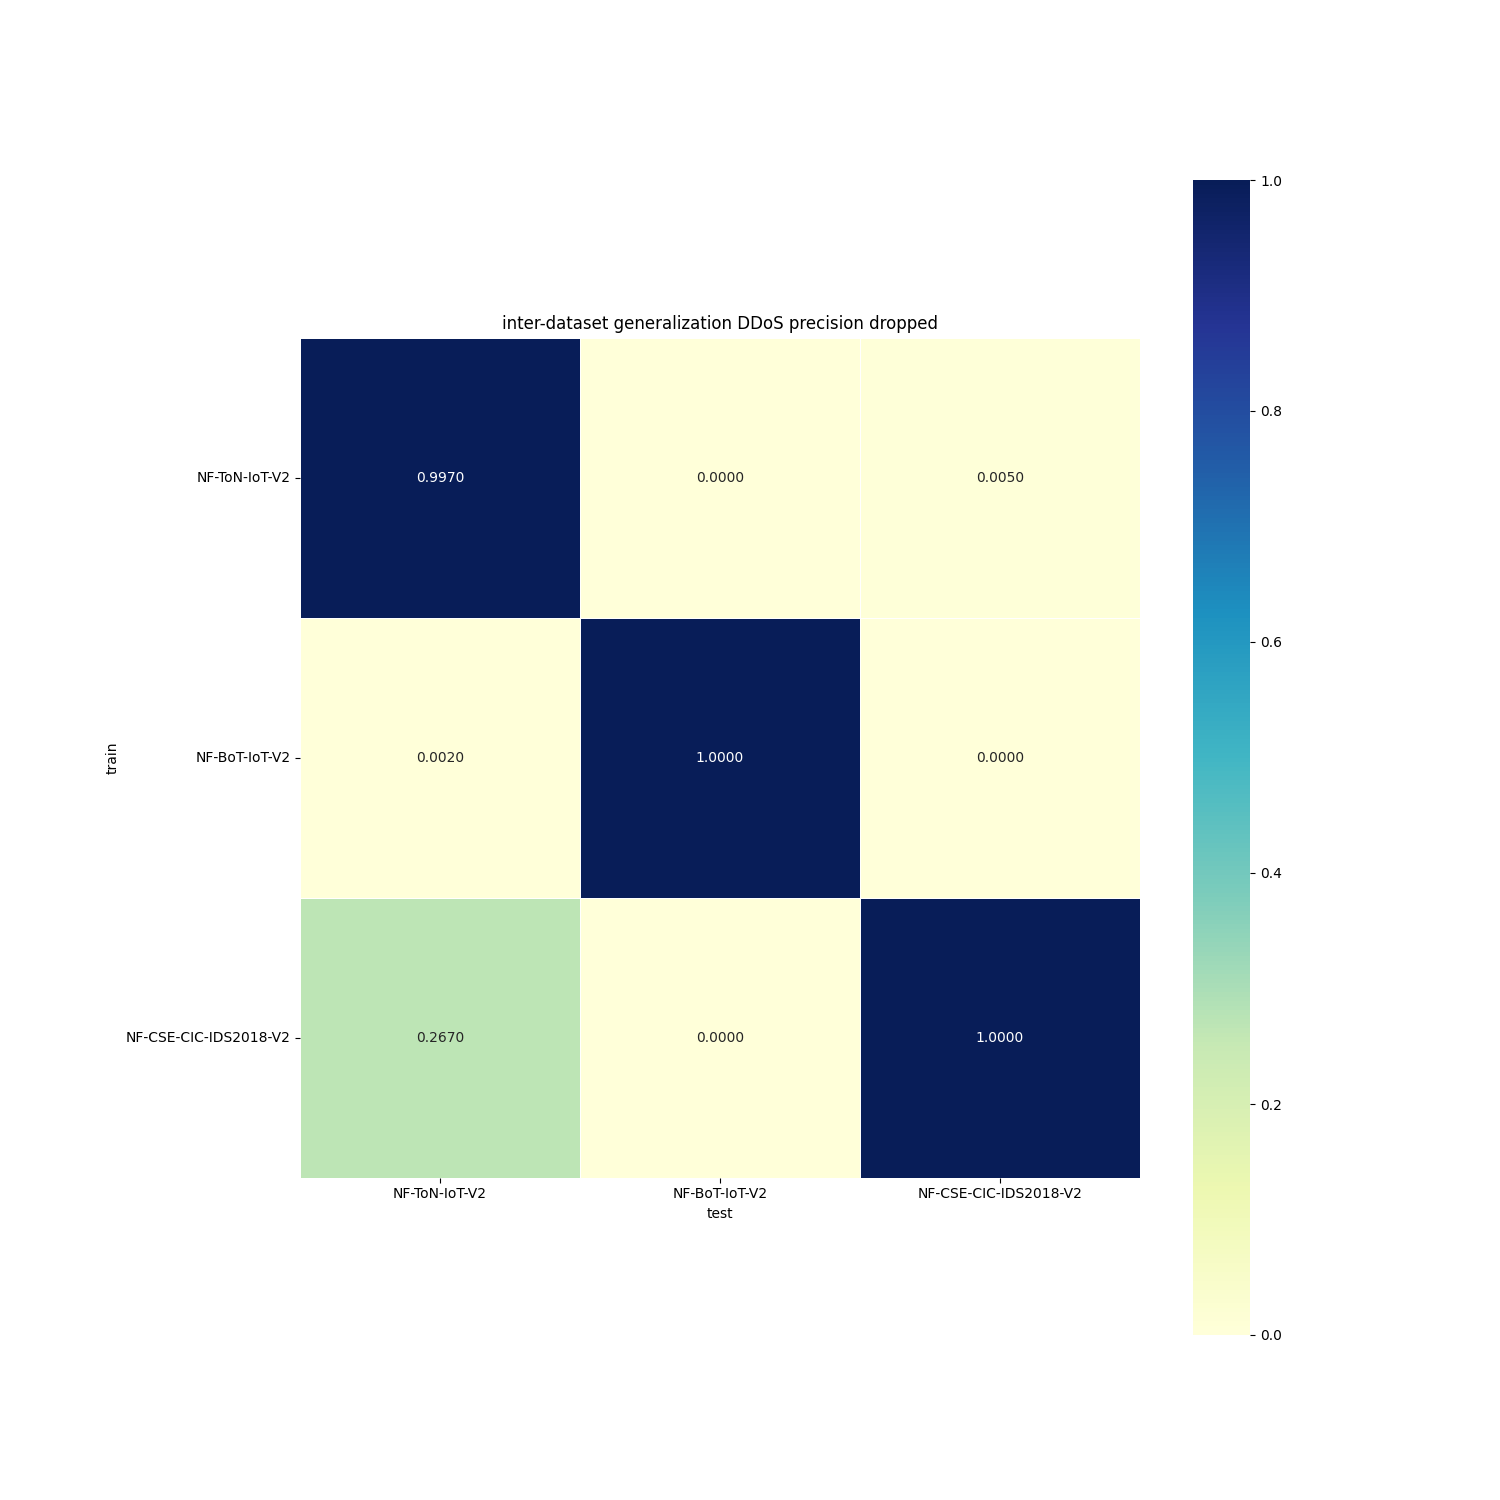 inter-dataset generalization DDoS precision dropped
NF-ToN-IoT-V2
0.9970
0.0000
0.0050
NF-BoT-IoT-V2
0.0020
1.0000
0.0000
NF-CSE-CIC-IDS2018-V2
0.2670
0.0000
1.0000
train
NF-ToN-IoT-V2
NF-BoT-IoT-V2
NF-CSE-CIC-IDS2018-V2
test
1.0
0.8
0.6
0.4
0.2
0.0